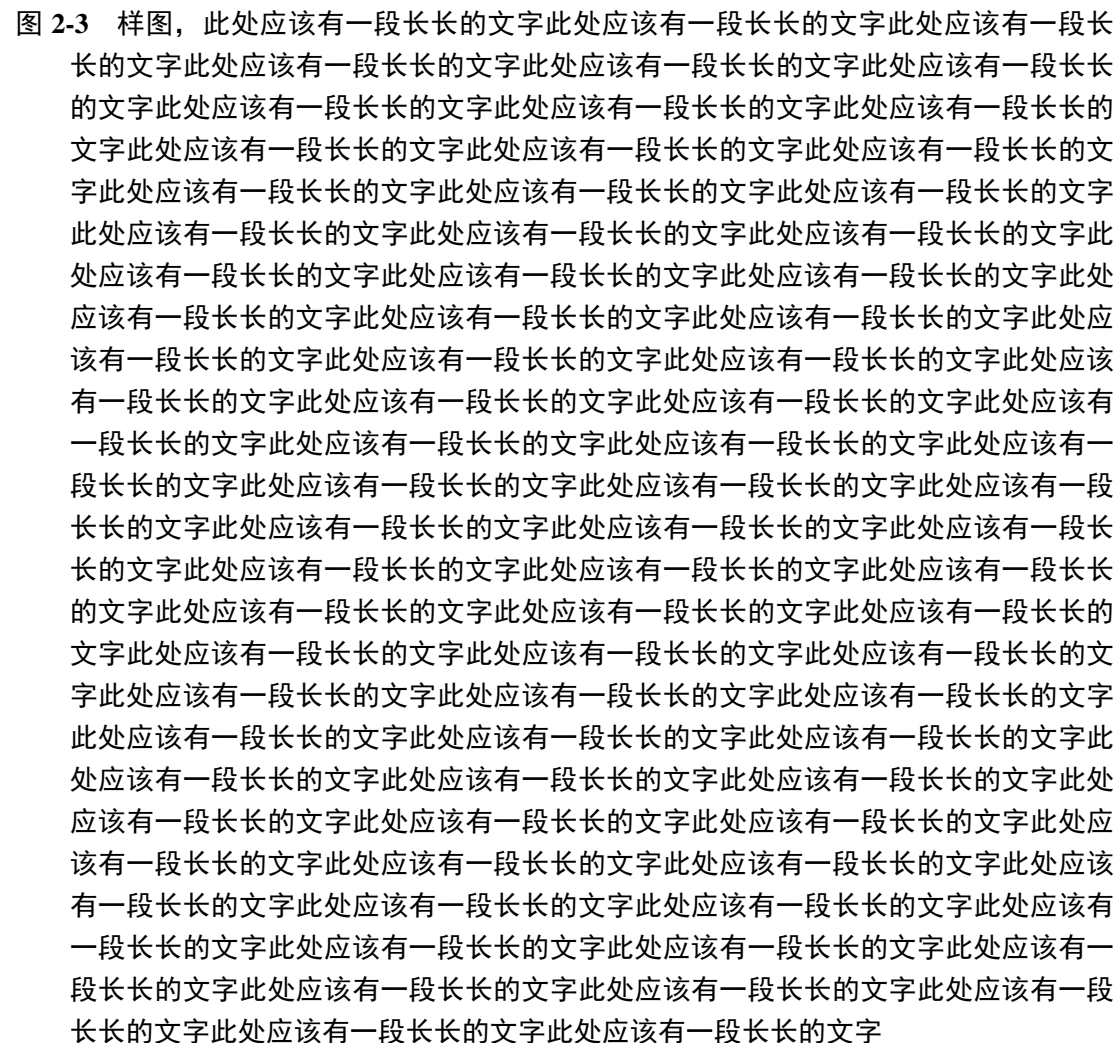 图 2-3 样图，此处应该有一段长长的文字此处应该有一段长长的文字此处应该有一段长
长的文字此处应该有一段长长的文字此处应该有一段长长的文字此处应该有一段长长
的文字此处应该有一段长长的文字此处应该有一段长长的文字此处应该有一段长长的
文字此处应该有一段长长的文字此处应该有一段长长的文字此处应该有一段长长的文
字此处应该有一段长长的文字此处应该有一段长长的文字此处应该有一段长长的文字
此处应该有一段长长的文字此处应该有一段长长的文字此处应该有一段长长的文字此
处应该有一段长长的文字此处应该有一段长长的文字此处应该有一段长长的文字此处
应该有一段长长的文字此处应该有一段长长的文字此处应该有一段长长的文字此处应
该有一段长长的文字此处应该有一段长长的文字此处应该有一段长长的文字此处应该
有一段长长的文字此处应该有一段长长的文字此处应该有一段长长的文字此处应该有
一段长长的文字此处应该有一段长长的文字此处应该有一段长长的文字此处应该有一
段长长的文字此处应该有一段长长的文字此处应该有一段长长的文字此处应该有一段
长长的文字此处应该有一段长长的文字此处应该有一段长长的文字此处应该有一段长
长的文字此处应该有一段长长的文字此处应该有一段长长的文字此处应该有一段长长
的文字此处应该有一段长长的文字此处应该有一段长长的文字此处应该有一段长长的
文字此处应该有一段长长的文字此处应该有一段长长的文字此处应该有一段长长的文
字此处应该有一段长长的文字此处应该有一段长长的文字此处应该有一段长长的文字
此处应该有一段长长的文字此处应该有一段长长的文字此处应该有一段长长的文字此
处应该有一段长长的文字此处应该有一段长长的文字此处应该有一段长长的文字此处
应该有一段长长的文字此处应该有一段长长的文字此处应该有一段长长的文字此处应
该有一段长长的文字此处应该有一段长长的文字此处应该有一段长长的文字此处应该
有一段长长的文字此处应该有一段长长的文字此处应该有一段长长的文字此处应该有
一段长长的文字此处应该有一段长长的文字此处应该有一段长长的文字此处应该有一
段长长的文字此处应该有一段长长的文字此处应该有一段长长的文字此处应该有一段
长长的文字此处应该有一段长长的文字此处应该有一段长长的文字